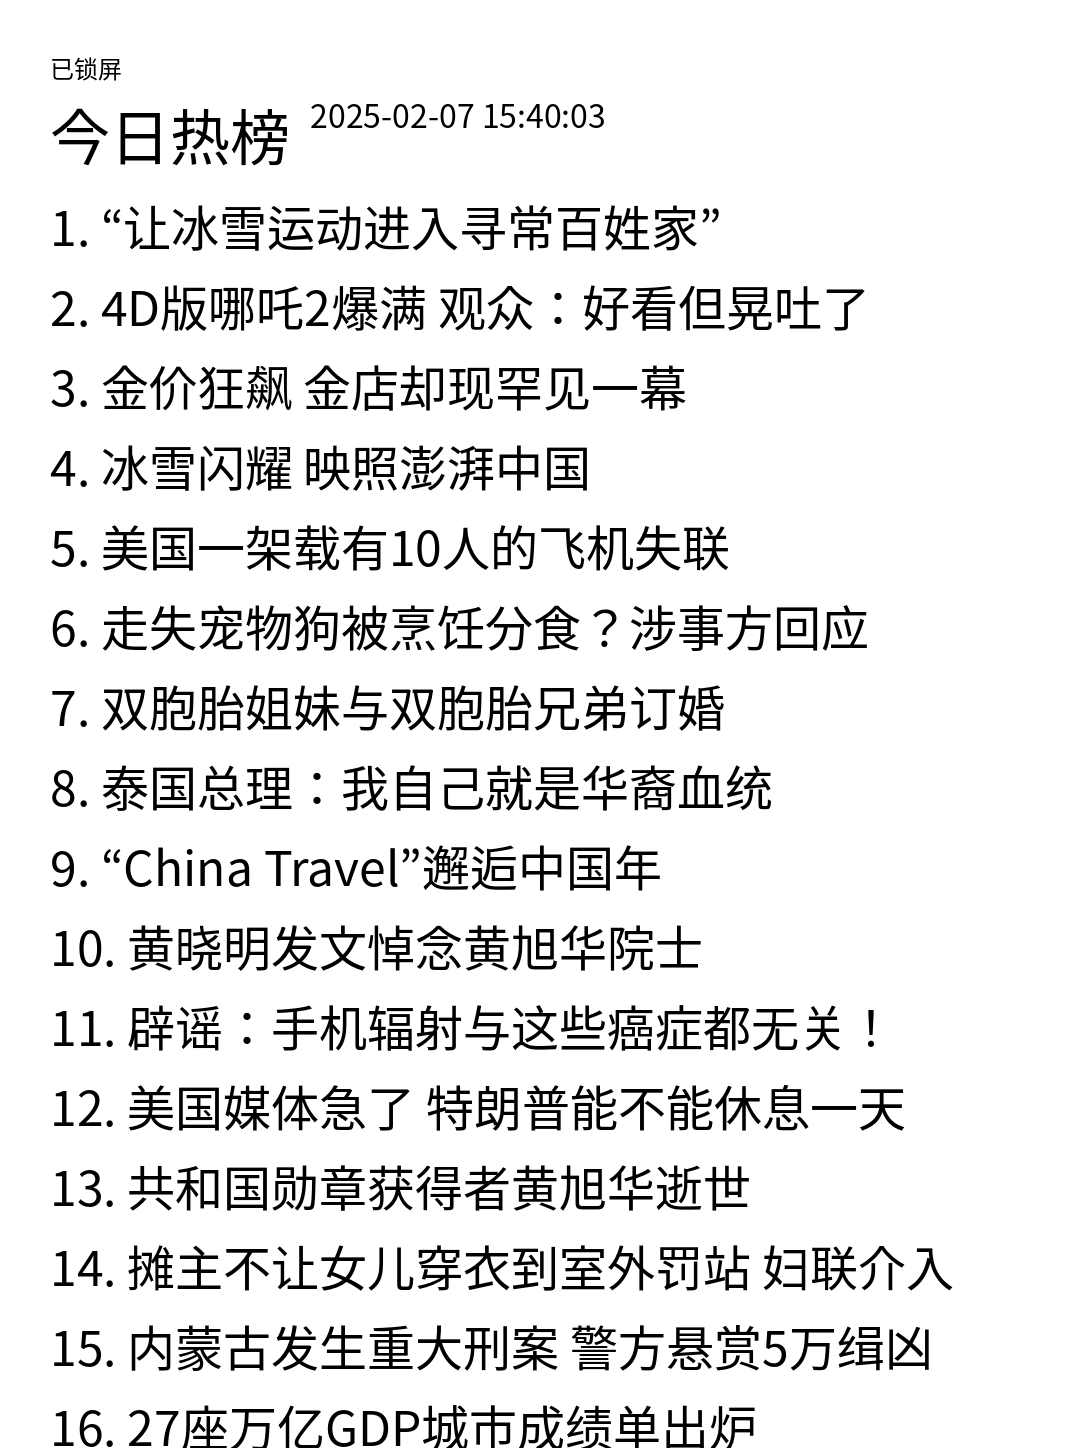 已锁屏
今日热榜 2025-02-07 15:40:03
1. “让冰雪运动进入寻常百姓家”
2. 4D版哪吒2爆满 观众：好看但晃吐了
3. 金价狂飙 金店却现罕见一幕
4. 冰雪闪耀 映照澎湃中国
5. 美国一架载有10人的飞机失联
6. 走失宠物狗被烹饪分食？涉事方回应
7. 双胞胎姐妹与双胞胎兄弟订婚
8. 泰国总理：我自己就是华裔血统
9. “China Travel”邂逅中国年
10. 黄晓明发文悼念黄旭华院士
11. 辟谣：手机辐射与这些癌症都无关！
12. 美国媒体急了 特朗普能不能休息一天
13. 共和国勋章获得者黄旭华逝世
14. 摊主不让女儿穿衣到室外罚站 妇联介入
15. 内蒙古发生重大刑案 警方悬赏5万缉凶
16. 27座万亿GDP城市成绩单出炉